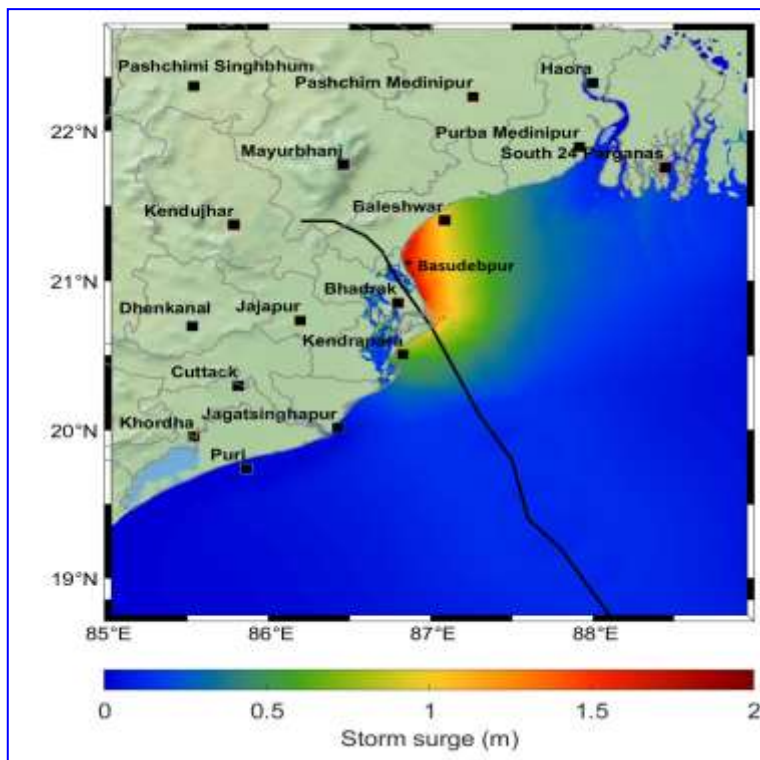 Pashchimi Singhbhum
Haora
Pashchim Medinipur
22°N
Purba Medinipur
South 24 Parganas
Mayurbhanj
Baleshwar
Kendujhar
21°N
Basudebpur
Bhadrak
Dhenkanal
Jajapur
Kendrapara
Cuttack
Jagatsinghapur
Khordha
20°N
Puri
19°N
85°E 86°E 87°E 88°E
0 0.5 1 1.5 2
Storm surge (m)